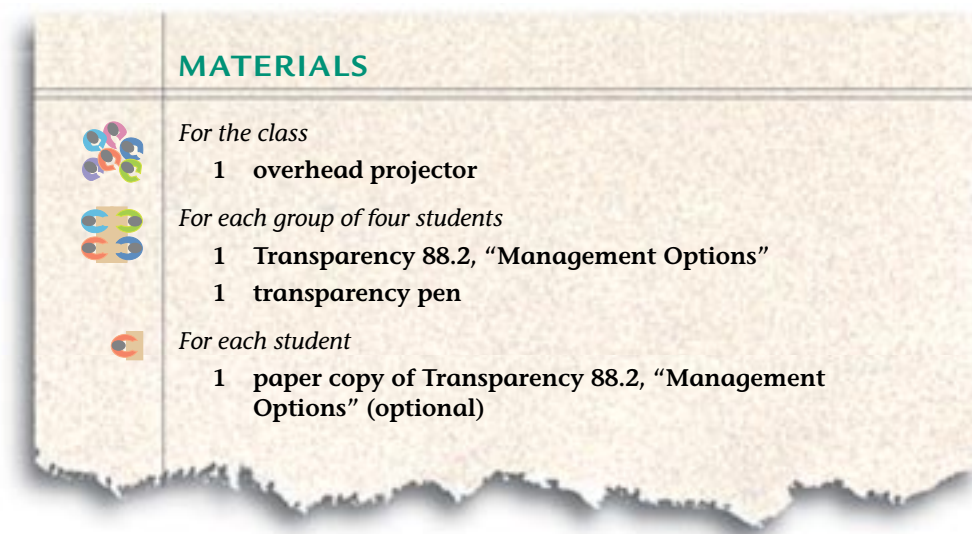 MATERIALS
For the class
1 overhead projector
For each group of four students
1 Transparency 88.2, “Management Options”
1 transparency pen
For each student
1 paper copy of Transparency 88.2, “Management
Options” (optional)